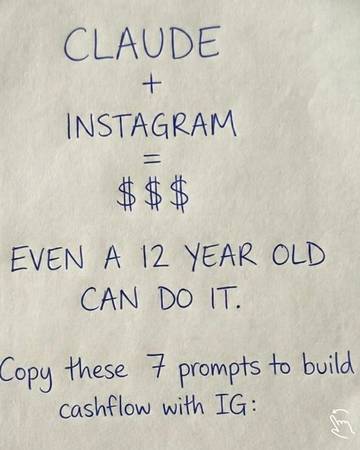 CLAUDE
+
INSTAGRAM
=
$$$
EVEN A 12 YEAR OLD
CAN DO IT.
Copy these 7 prompts to build
cashflow with IG: